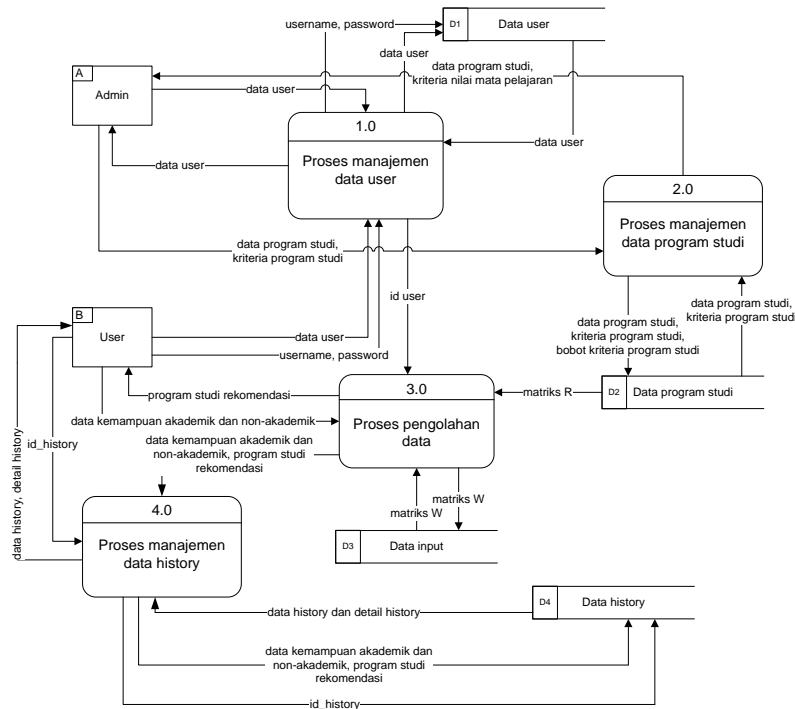 username, password
D1
Data user
data user
A
Admin
data program studi,
kriteria nilai mata pelajaran
data user
1.0
Proses manajemen
data user
data user
data user
2.0
Proses manajemen
data program studi
data program studi,
kriteria program studi
id user
B
User
data user
username, password
data program studi,
kriteria program studi,
bobot kriteria program studi
data program studi,
kriteria program studi
program studi rekomendasi
3.0
Proses pengolahan
data
matriks R
D2
Data program studi
data kemampuan akademik dan non-akademik
id_history
data history, detail history
data kemampuan akademik dan
non-akademik, program studi
rekomendasi
matriks W
matriks W
4.0
Proses manajemen
data history
D3
Data input
data history dan detail history
D4
Data history
data kemampuan akademik dan
non-akademik, program studi
rekomendasi
id_history